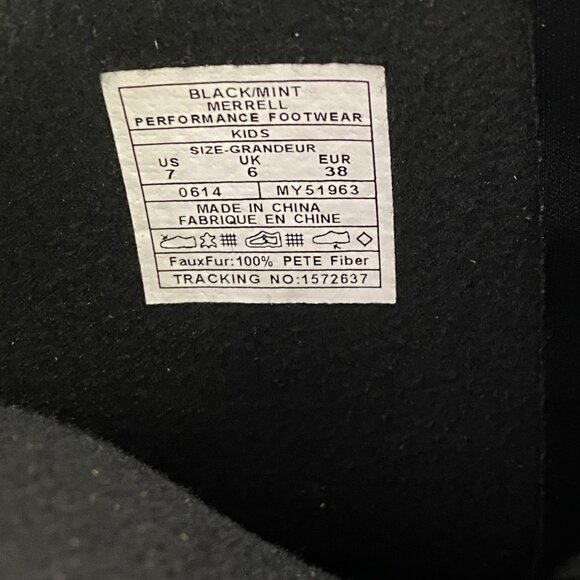 BLACK/MINT
MERRELL
PERFORMANCE FOOTWEAR
KIDS
SIZE-GRANDEUR
US UK EUR
7 6 38
0614 MY51963
MADE IN CHINA
FABRIQUE EN CHINE
FauxFur:100% PETE Fiber
TRACKING NO:1572637